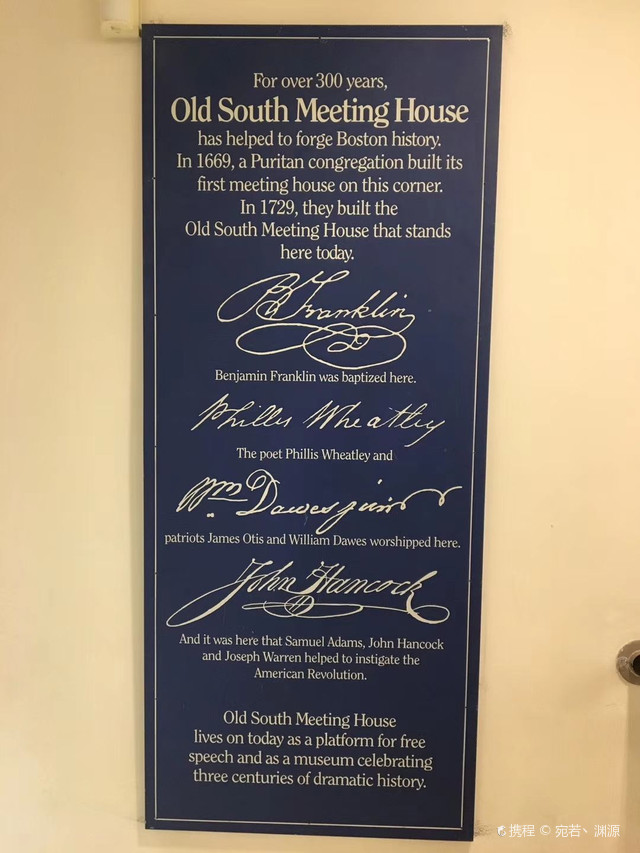 For over 300 years,
Old South Meeting House
has helped to forge Boston history.
In 1669, a Puritan congregation built its
first meeting house on this corner.
In 1729, they built the
Old South Meeting House that stands
here today.
B Franklin
Benjamin Franklin was baptized here.
Phillis Wheatley
The poet Phillis Wheatley and
Wm Dawes junr
patriots James Otis and William Dawes worshipped here.
John Hancock
And it was here that Samuel Adams, John Hancock
and Joseph Warren helped to instigate the
American Revolution.
Old South Meeting House
lives on today as a platform for free
speech and as a museum celebrating
three centuries of dramatic history.
携程 © 宛若丶渊源